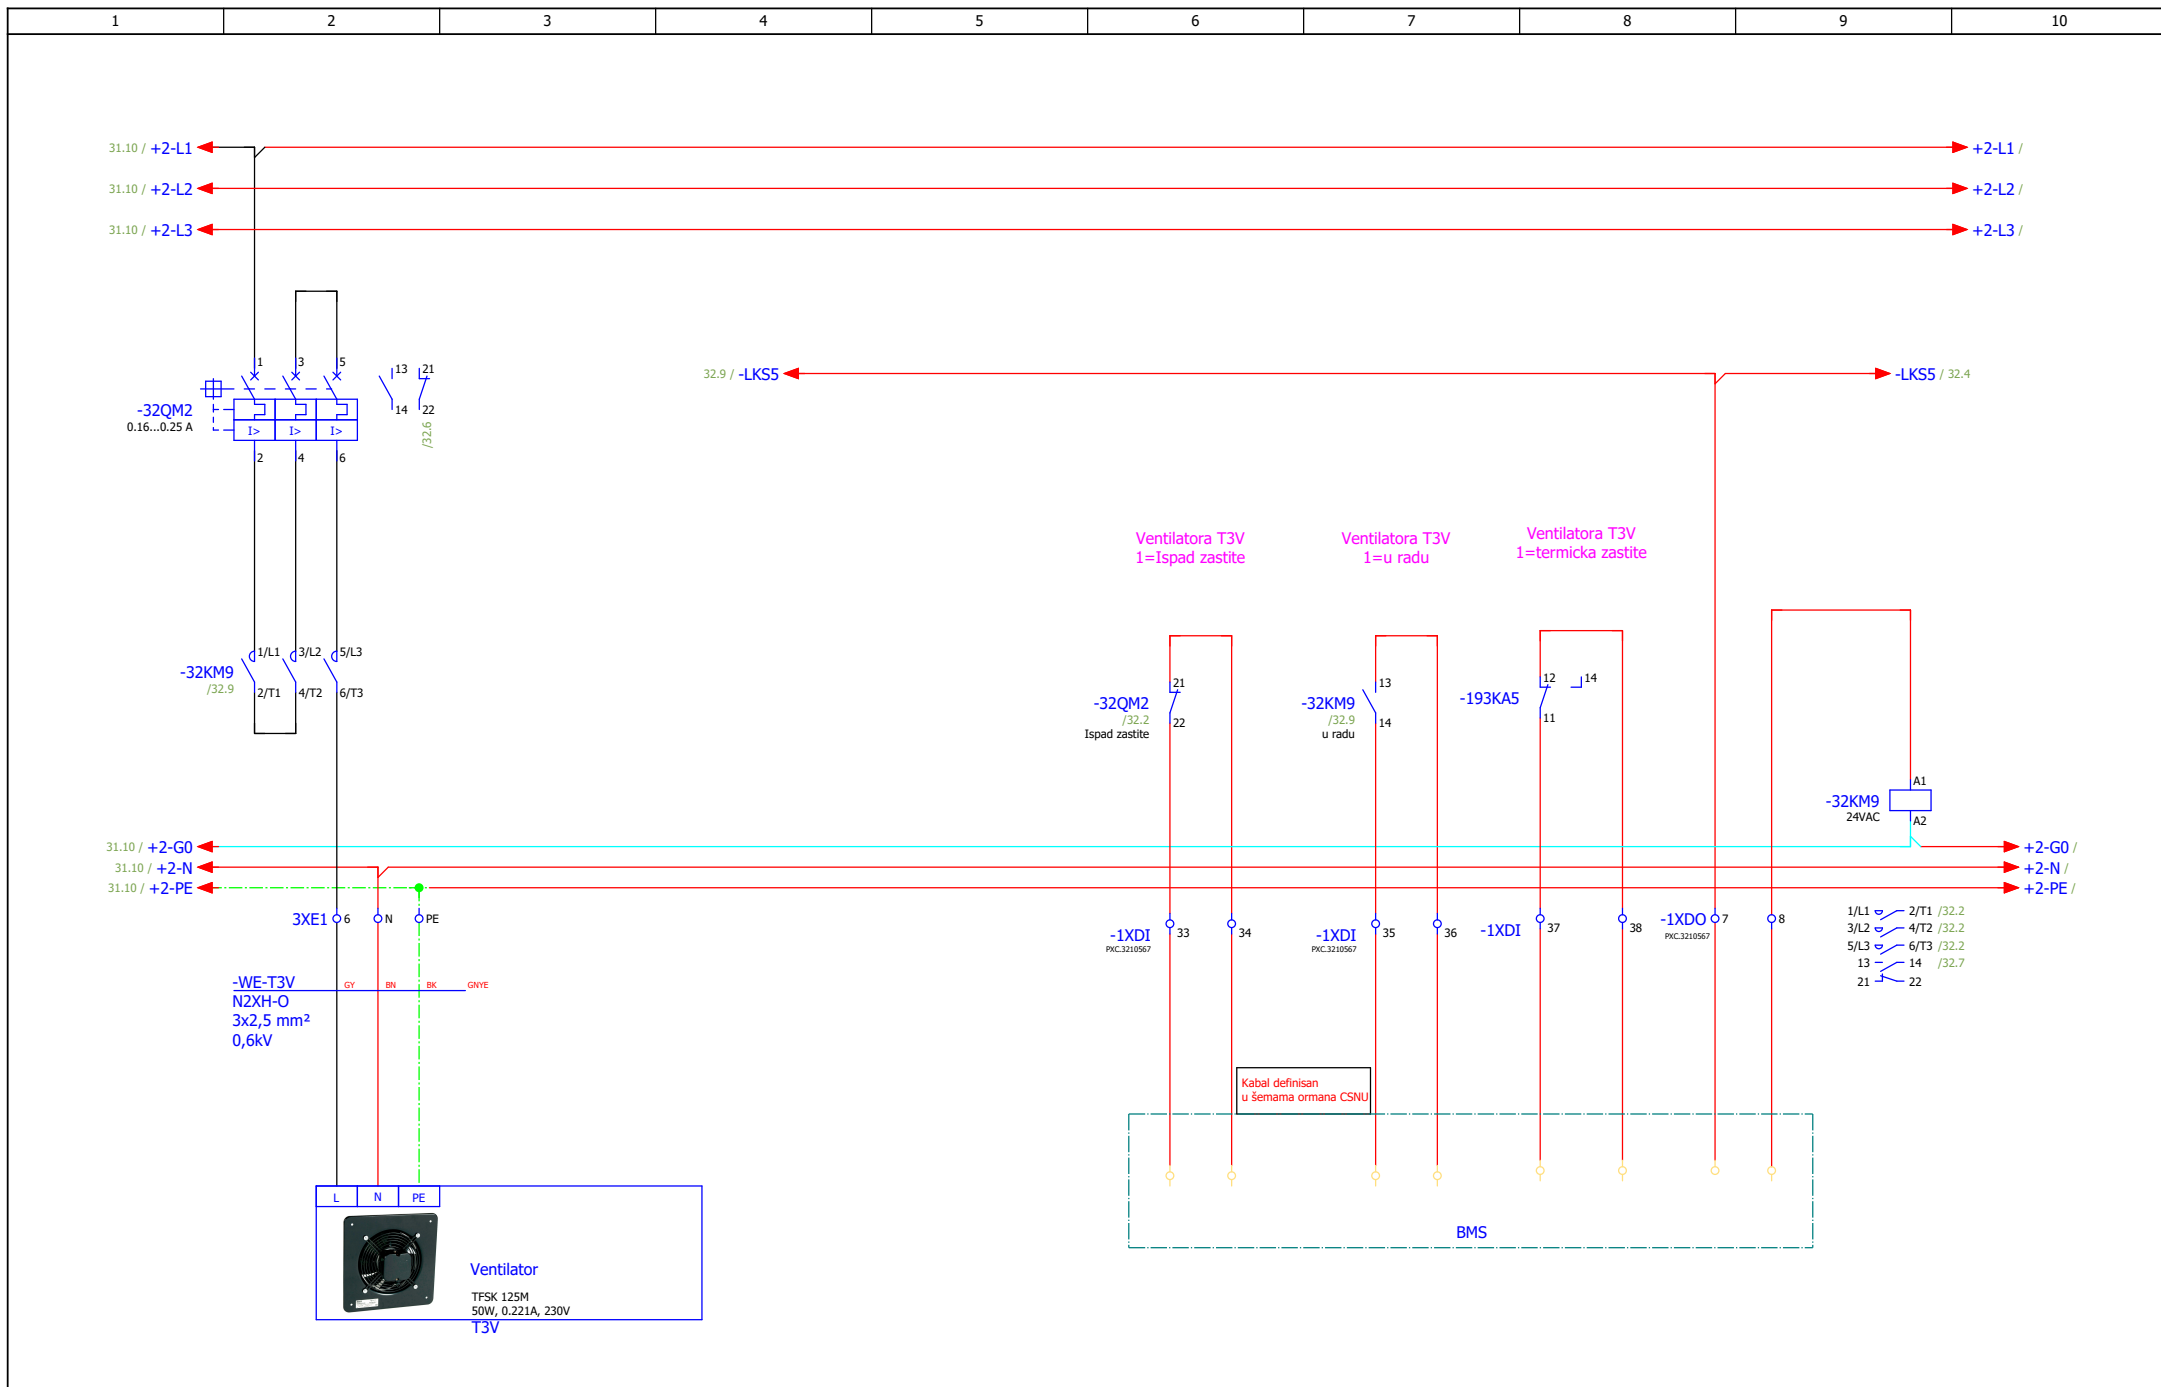 1 2 3 4 5 6 7 8 9 10
31.10 / +2-L1 +2-L1 /
31.10 / +2-L2 +2-L2 /
31.10 / +2-L3 +2-L3 /
1 3 5 13 21
-32QM2
0.16...0.25 A
I> I> I>
14 22
/32.6
2 4 6
32.9 / -LKS5 -LKS5 / 32.4
Ventilatora T3V
1=Ispad zastite
Ventilatora T3V
1=u radu
Ventilatora T3V
1=termicka zastite
1/L1 3/L2 5/L3
-32KM9
/32.9
2/T1 4/T2 6/T3
21
-32QM2
/32.2
22
Ispad zastite
13
-32KM9
/32.9
14
u radu
12 14
-193KA5
11
A1
-32KM9
24VAC
A2
31.10 / +2-G0 +2-G0 /
31.10 / +2-N +2-N /
31.10 / +2-PE +2-PE /
3XE1 6 N PE
-1XDI 33 34
PXC.3210567
-1XDI 35 36
PXC.3210567
-1XDI 37 38
-1XDO 7 8
PXC.3210567
1/L1 2/T1 /32.2
3/L2 4/T2 /32.2
5/L3 6/T3 /32.2
13 14 /32.7
21 22
-WE-T3V GY BN BK GNYE
N2XH-O
3x2,5 mm²
0,6kV
Kabal definisan
u šemama ormana CSNU
BMS
L N PE
Ventilator
TFSK 125M
50W, 0.221A, 230V
T3V